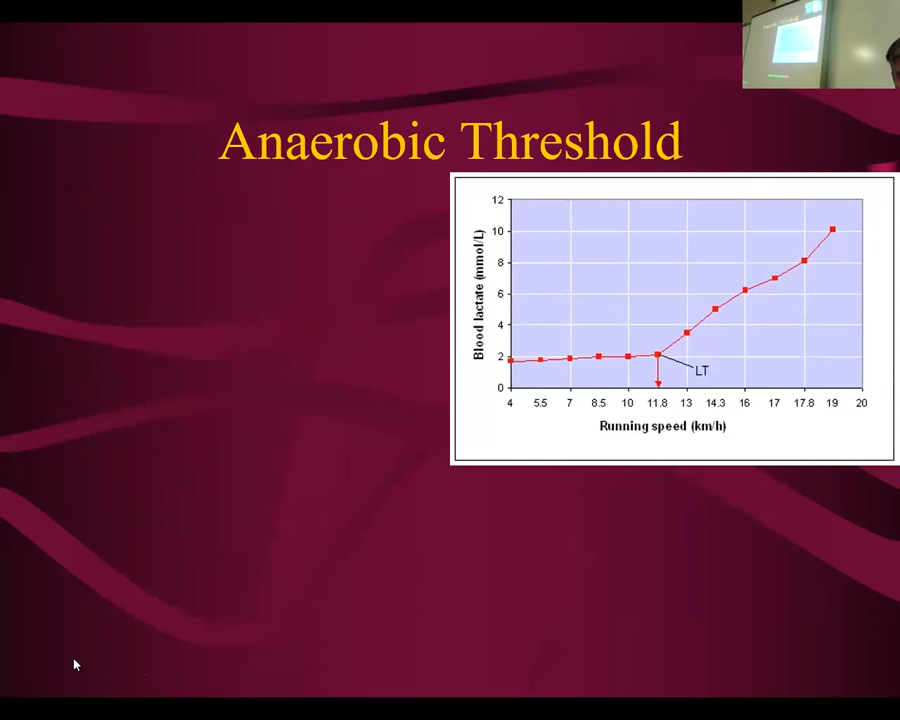 Anaerobic Threshold
12
10
8
6
4
2
0
Blood lactate (mmol/L)
LT
4 5.5 7 8.5 10 11.8 13 14.3 16 17 17.8 19 20
Running speed (km/h)